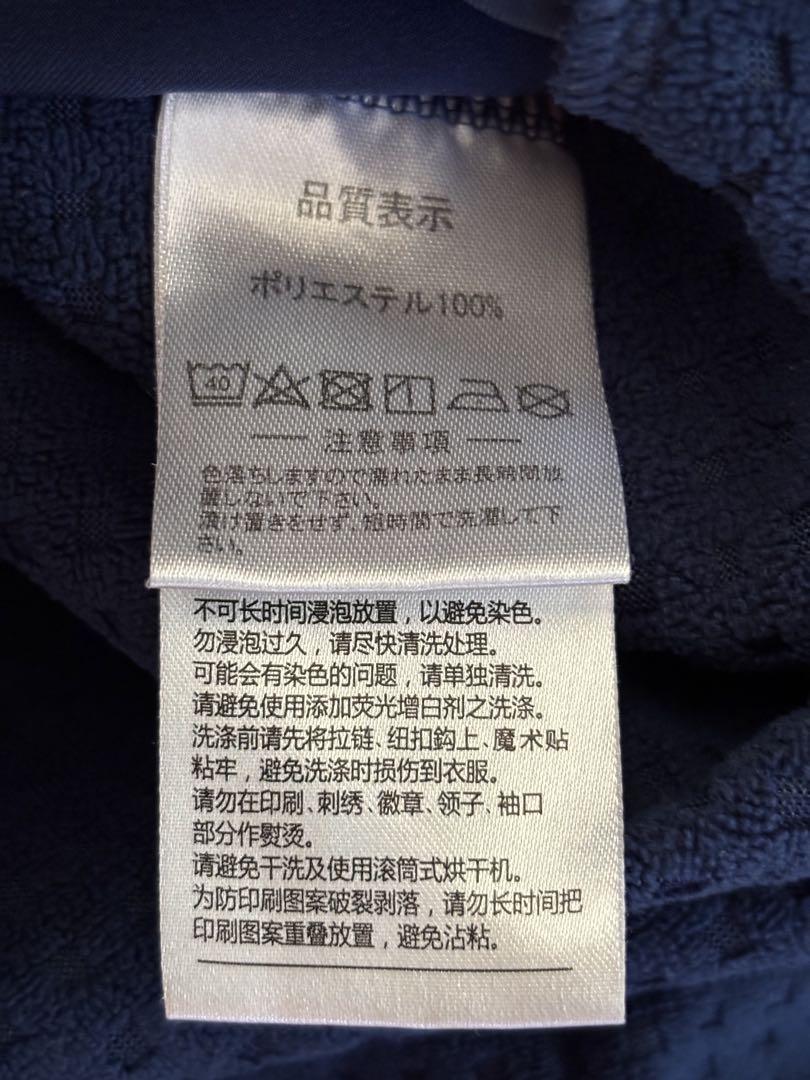 品質表示
ポリエステル100%
40
注意事項
色落ちしますので濡れたまま長時間放
置しないで下さい。
漬け置きをせず、短時間で洗濯して下
さい。
不可长时间浸泡放置，以避免染色。
勿浸泡过久，请尽快清洗处理。
可能会有染色的问题，请单独清洗。
请避免使用添加荧光增白剂之洗涤。
洗涤前请先将拉链、纽扣鈎上、魔术贴
粘牢，避免洗涤时损伤到衣服。
请勿在印刷、刺绣、徽章、领子、袖口
部分作熨烫。
请避免干洗及使用滚筒式烘干机。
为防印刷图案破裂剥落，请勿长时间把
印刷图案重叠放置，避免沾粘。